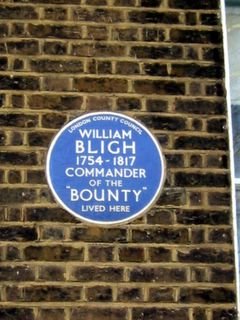 LONDON COUNTY COUNCIL
WILLIAM
BLIGH
1754 - 1817
COMMANDER
OF THE
"BOUNTY"
LIVED HERE